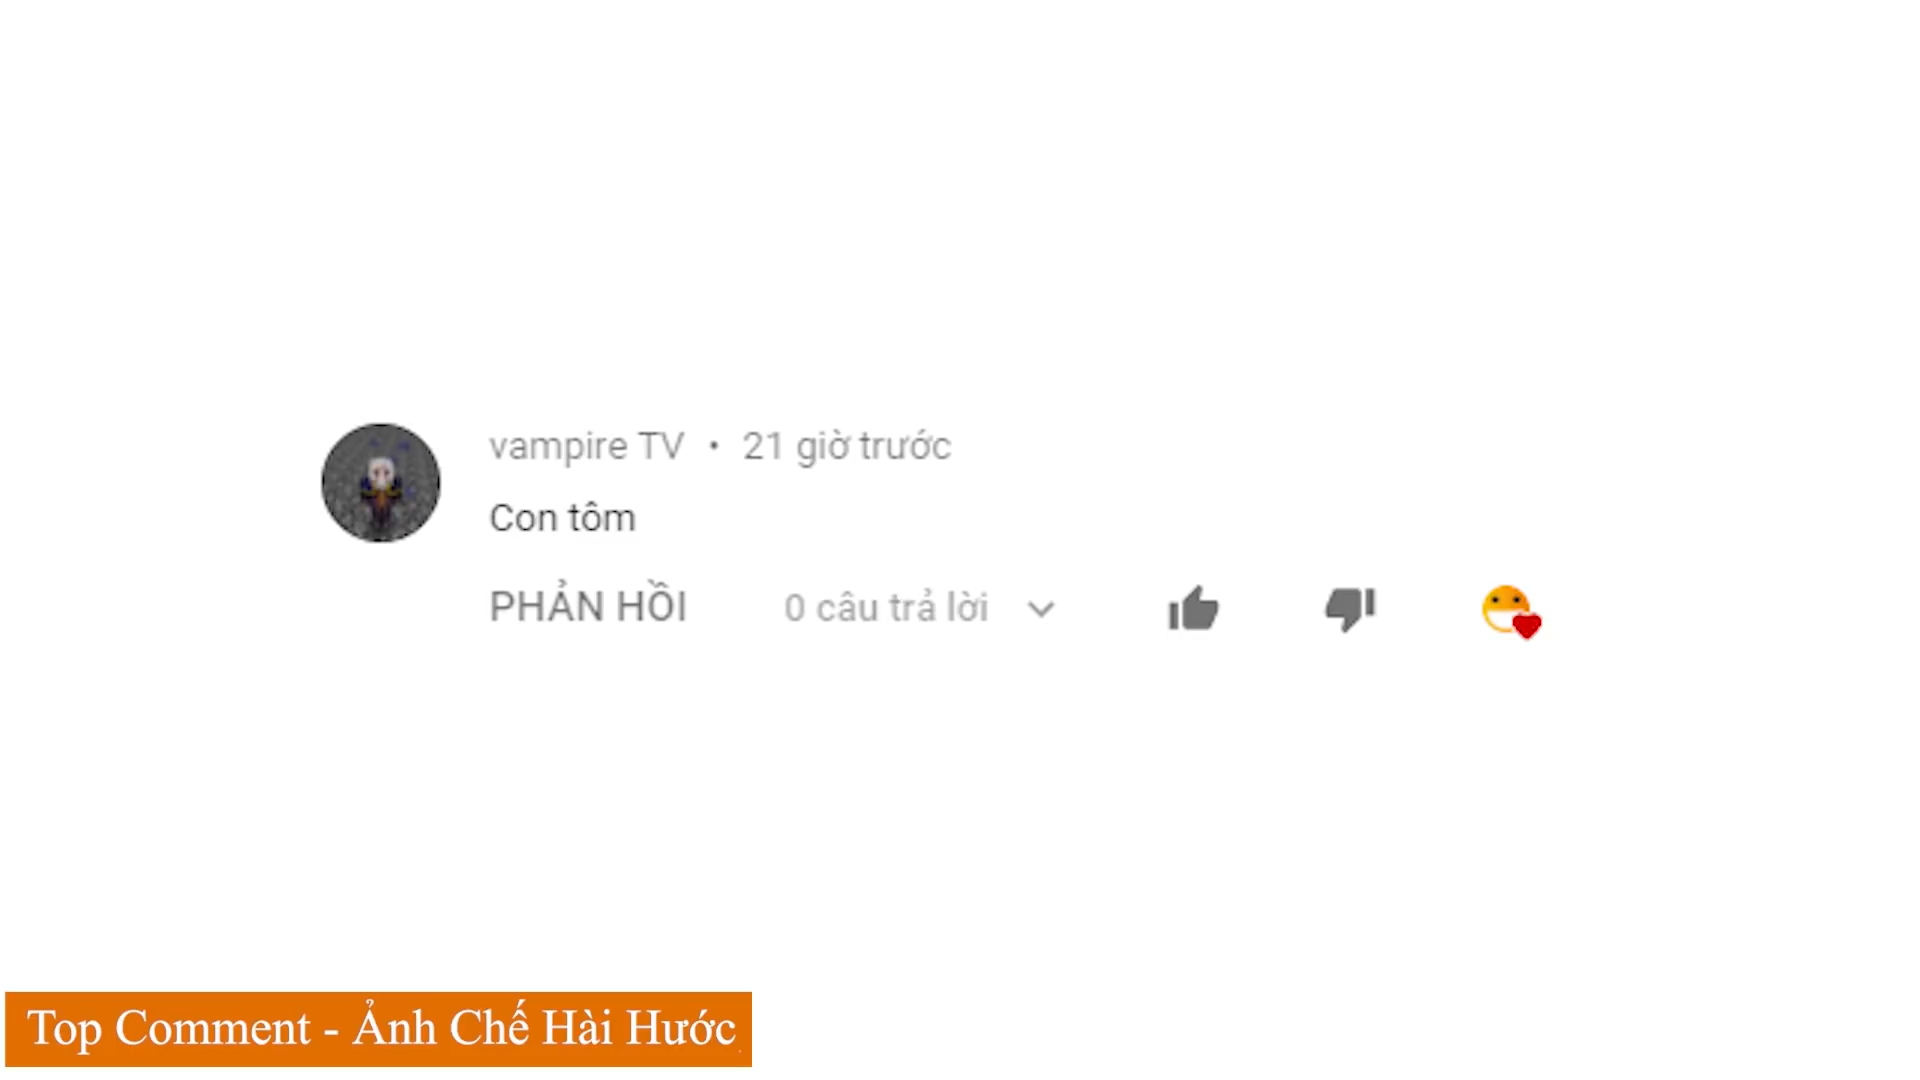 vampire TV • 21 giờ trước
Con tôm
PHẢN HỒI 0 câu trả lời
Top Comment - Ảnh Chế Hài Hước